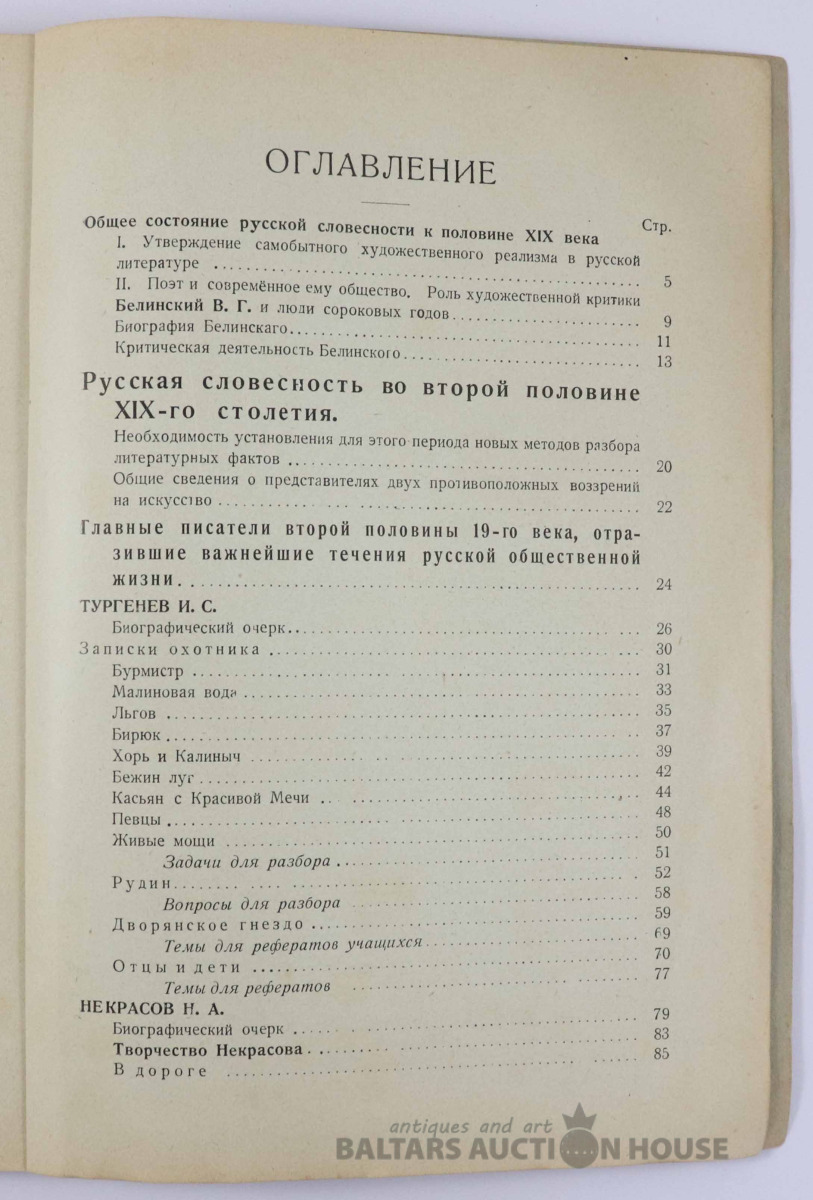 ОГЛАВЛЕНИЕ
Стр.
Общее состояние русской словесности к половине XIX века
I. Утверждение самобытного художественного реализма в русской
литературе ........ 5
II. Поэт и современное ему общество. Роль художественной критики 9
Белинский В. Г. и люди сороковых годов ........ 11
Биография Белинскаго ........ 13
Критическая деятельность Белинского ........
Русская словесность во второй половине
XIX-го столетия.
Необходимость установления для этого периода новых методов разбора
литературных фактов ........ 20
Общие сведения о представителях двух противоположных воззрений
на искусство ........ 22
Главные писатели второй половины 19-го века, отра-
зившие важнейшие течения русской общественной
жизни ........ 24
ТУРГЕНЕВ И. С.
Биографический очерк ........ 26
Записки охотника ........ 30
Бурмистр ........ 31
Малиновая вода ........ 33
Льгов ........ 35
Бирюк ........ 37
Хорь и Калиныч ........ 39
Бежин луг ........ 42
Касьян с Красивой Мечи ........ 44
Певцы ........ 48
Живые мощи ........ 50
Задачи для разбора ........ 51
Рудин ........ 52
Вопросы для разбора ........ 58
Дворянское гнездо ........ 59
Темы для рефератов учащихся ........ 69
Отцы и дети ........ 70
Темы для рефератов ........ 77
НЕКРАСОВ Н. А.
Биографический очерк ........ 79
Творчество Некрасова ........ 83
В дороге ........ 85
antiques and art
BALTARS AUCTION HOUSE